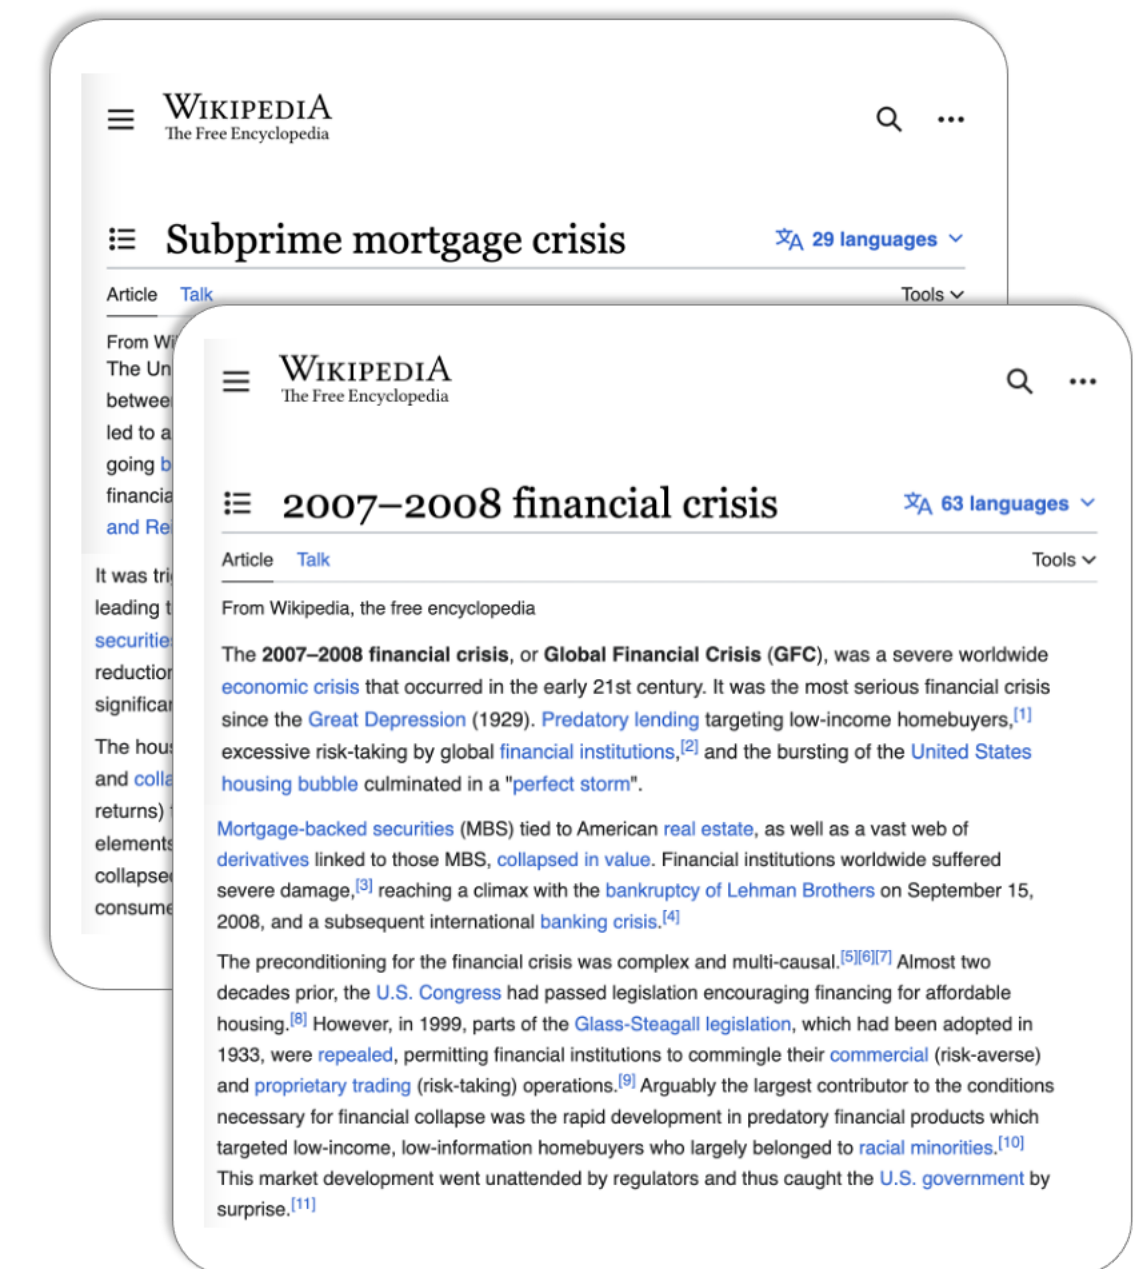 WIKIPEDIA
The Free Encyclopedia
Subprime mortgage crisis
29 languages
Article Talk
Tools
From
The
between
led to a
going
and
It was
leading
The
and
returns)
WIKIPEDIA
The Free Encyclopedia
2007–2008 financial crisis
63 languages
Article Talk
Tools
From Wikipedia, the free encyclopedia
The 2007–2008 financial crisis, or Global Financial Crisis (GFC), was a severe worldwide
economic crisis that occurred in the early 21st century. It was the most serious financial crisis
since the Great Depression (1929). Predatory lending targeting low-income homebuyers,[1]
excessive risk-taking by global financial institutions,[2] and the bursting of the United States
housing bubble culminated in a "perfect storm".
Mortgage-backed securities (MBS) tied to American real estate, as well as a vast web of
derivatives linked to those MBS, collapsed in value. Financial institutions worldwide suffered
severe damage,[3] reaching a climax with the bankruptcy of Lehman Brothers on September 15,
2008, and a subsequent international banking crisis.[4]
The preconditioning for the financial crisis was complex and multi-causal.[5][6][7] Almost two
decades prior, the U.S. Congress had passed legislation encouraging financing for affordable
housing.[8] However, in 1999, parts of the Glass-Steagall legislation, which had been adopted in
1933, were repealed, permitting financial institutions to commingle their commercial (risk-averse)
and proprietary trading (risk-taking) operations.[9] Arguably the largest contributor to the conditions
necessary for financial collapse was the rapid development in predatory financial products which
targeted low-income, low-information homebuyers who largely belonged to racial minorities.[10]
This market development went unattended by regulators and thus caught the U.S. government by
surprise.[11]